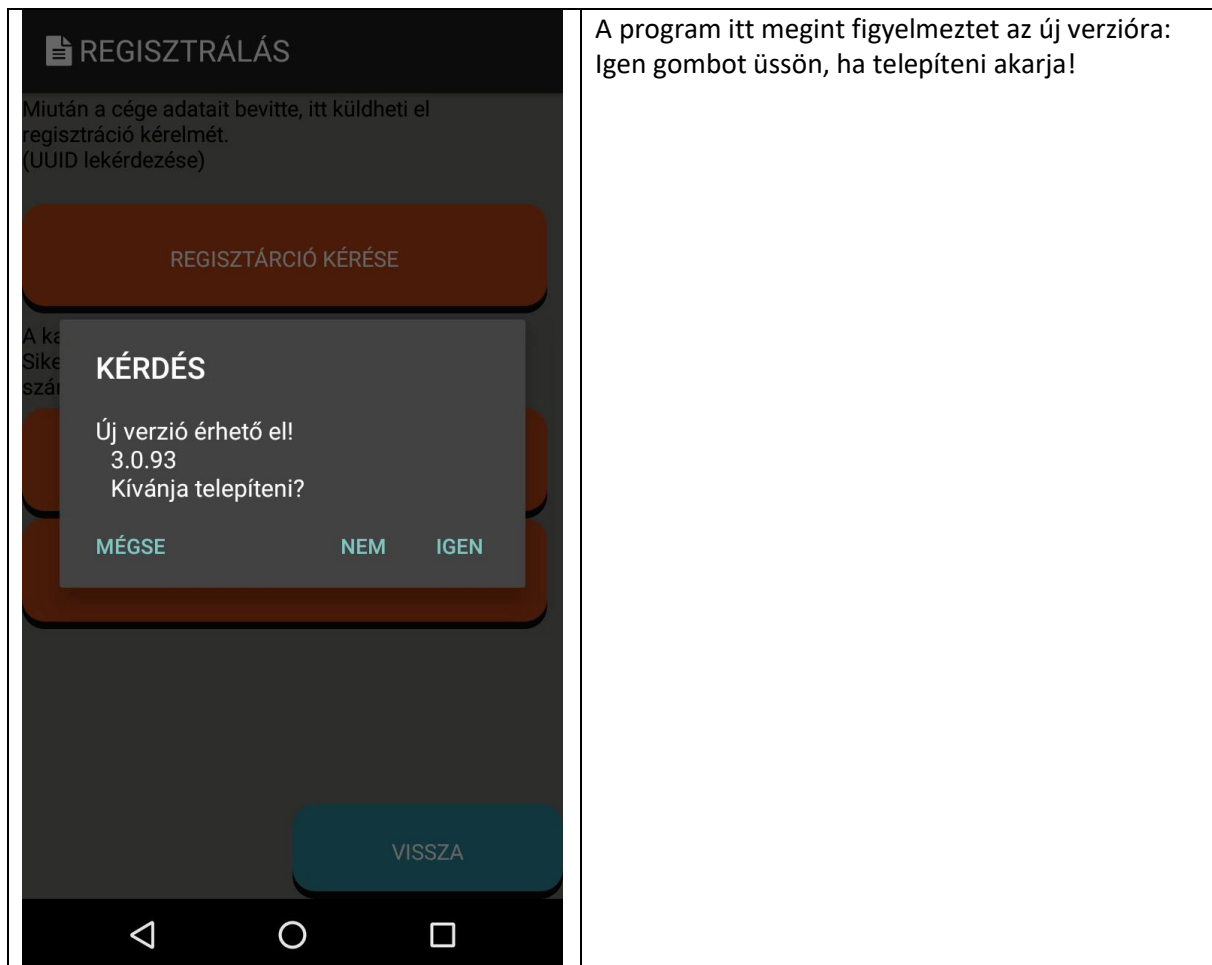 REGISZTRÁLÁS
Miután a cége adatait bevitte, itt küldheti el
regisztráció kérelmét.
(UUID lekérdezése)
REGISZTÁRCIÓ KÉRÉSE
A
KÉRDÉS
Új verzió érhető el!
3.0.93
Kívánja telepíteni?
MÉGSE NEM IGEN
VISSZA
A program itt megint figyelmeztet az új verzióra:
Igen gombot üssön, ha telepíteni akarja!